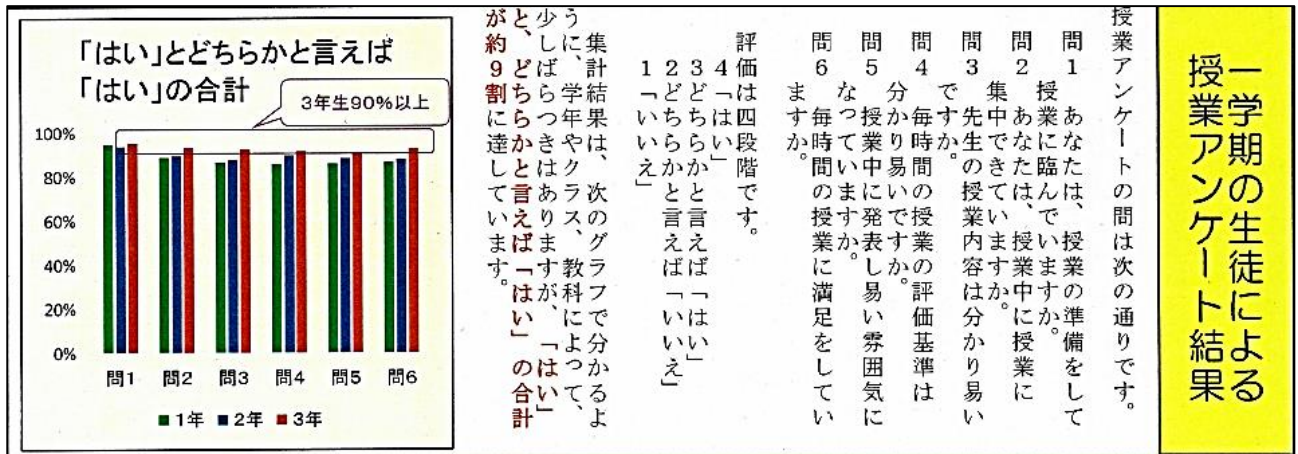 一学期の生徒による
授業アンケート結果
授業アンケートの問は次の通りです。
問1 あなたは、授業の準備をして
授業に臨んでいますか。
問2 あなたは、授業中に授業に
集中できていますか。
問3 先生の授業内容は分かり易い
ですか。
問4 毎時間の授業の評価基準は
分かり易いですか。
問5 授業中に発表し易い雰囲気に
なっていますか。
問6 毎時間の授業に満足をしてい
ますか。
評価は四段階です。
4「はい」
3どちらかと言えば「はい」
2どちらかと言えば「いいえ」
1「いいえ」
集計結果は、次のグラフで分かるよ
うに、学年やクラス、教科によって、
少しばらつきはありますが、「はい」
と、どちらかと言えば「はい」の合計
が約9割に達しています。
「はい」とどちらかと言えば
「はい」の合計
3年生90%以上
100%
80%
60%
40%
20%
0%
問1 問2 問3 問4 問5 問6
1年 2年 3年